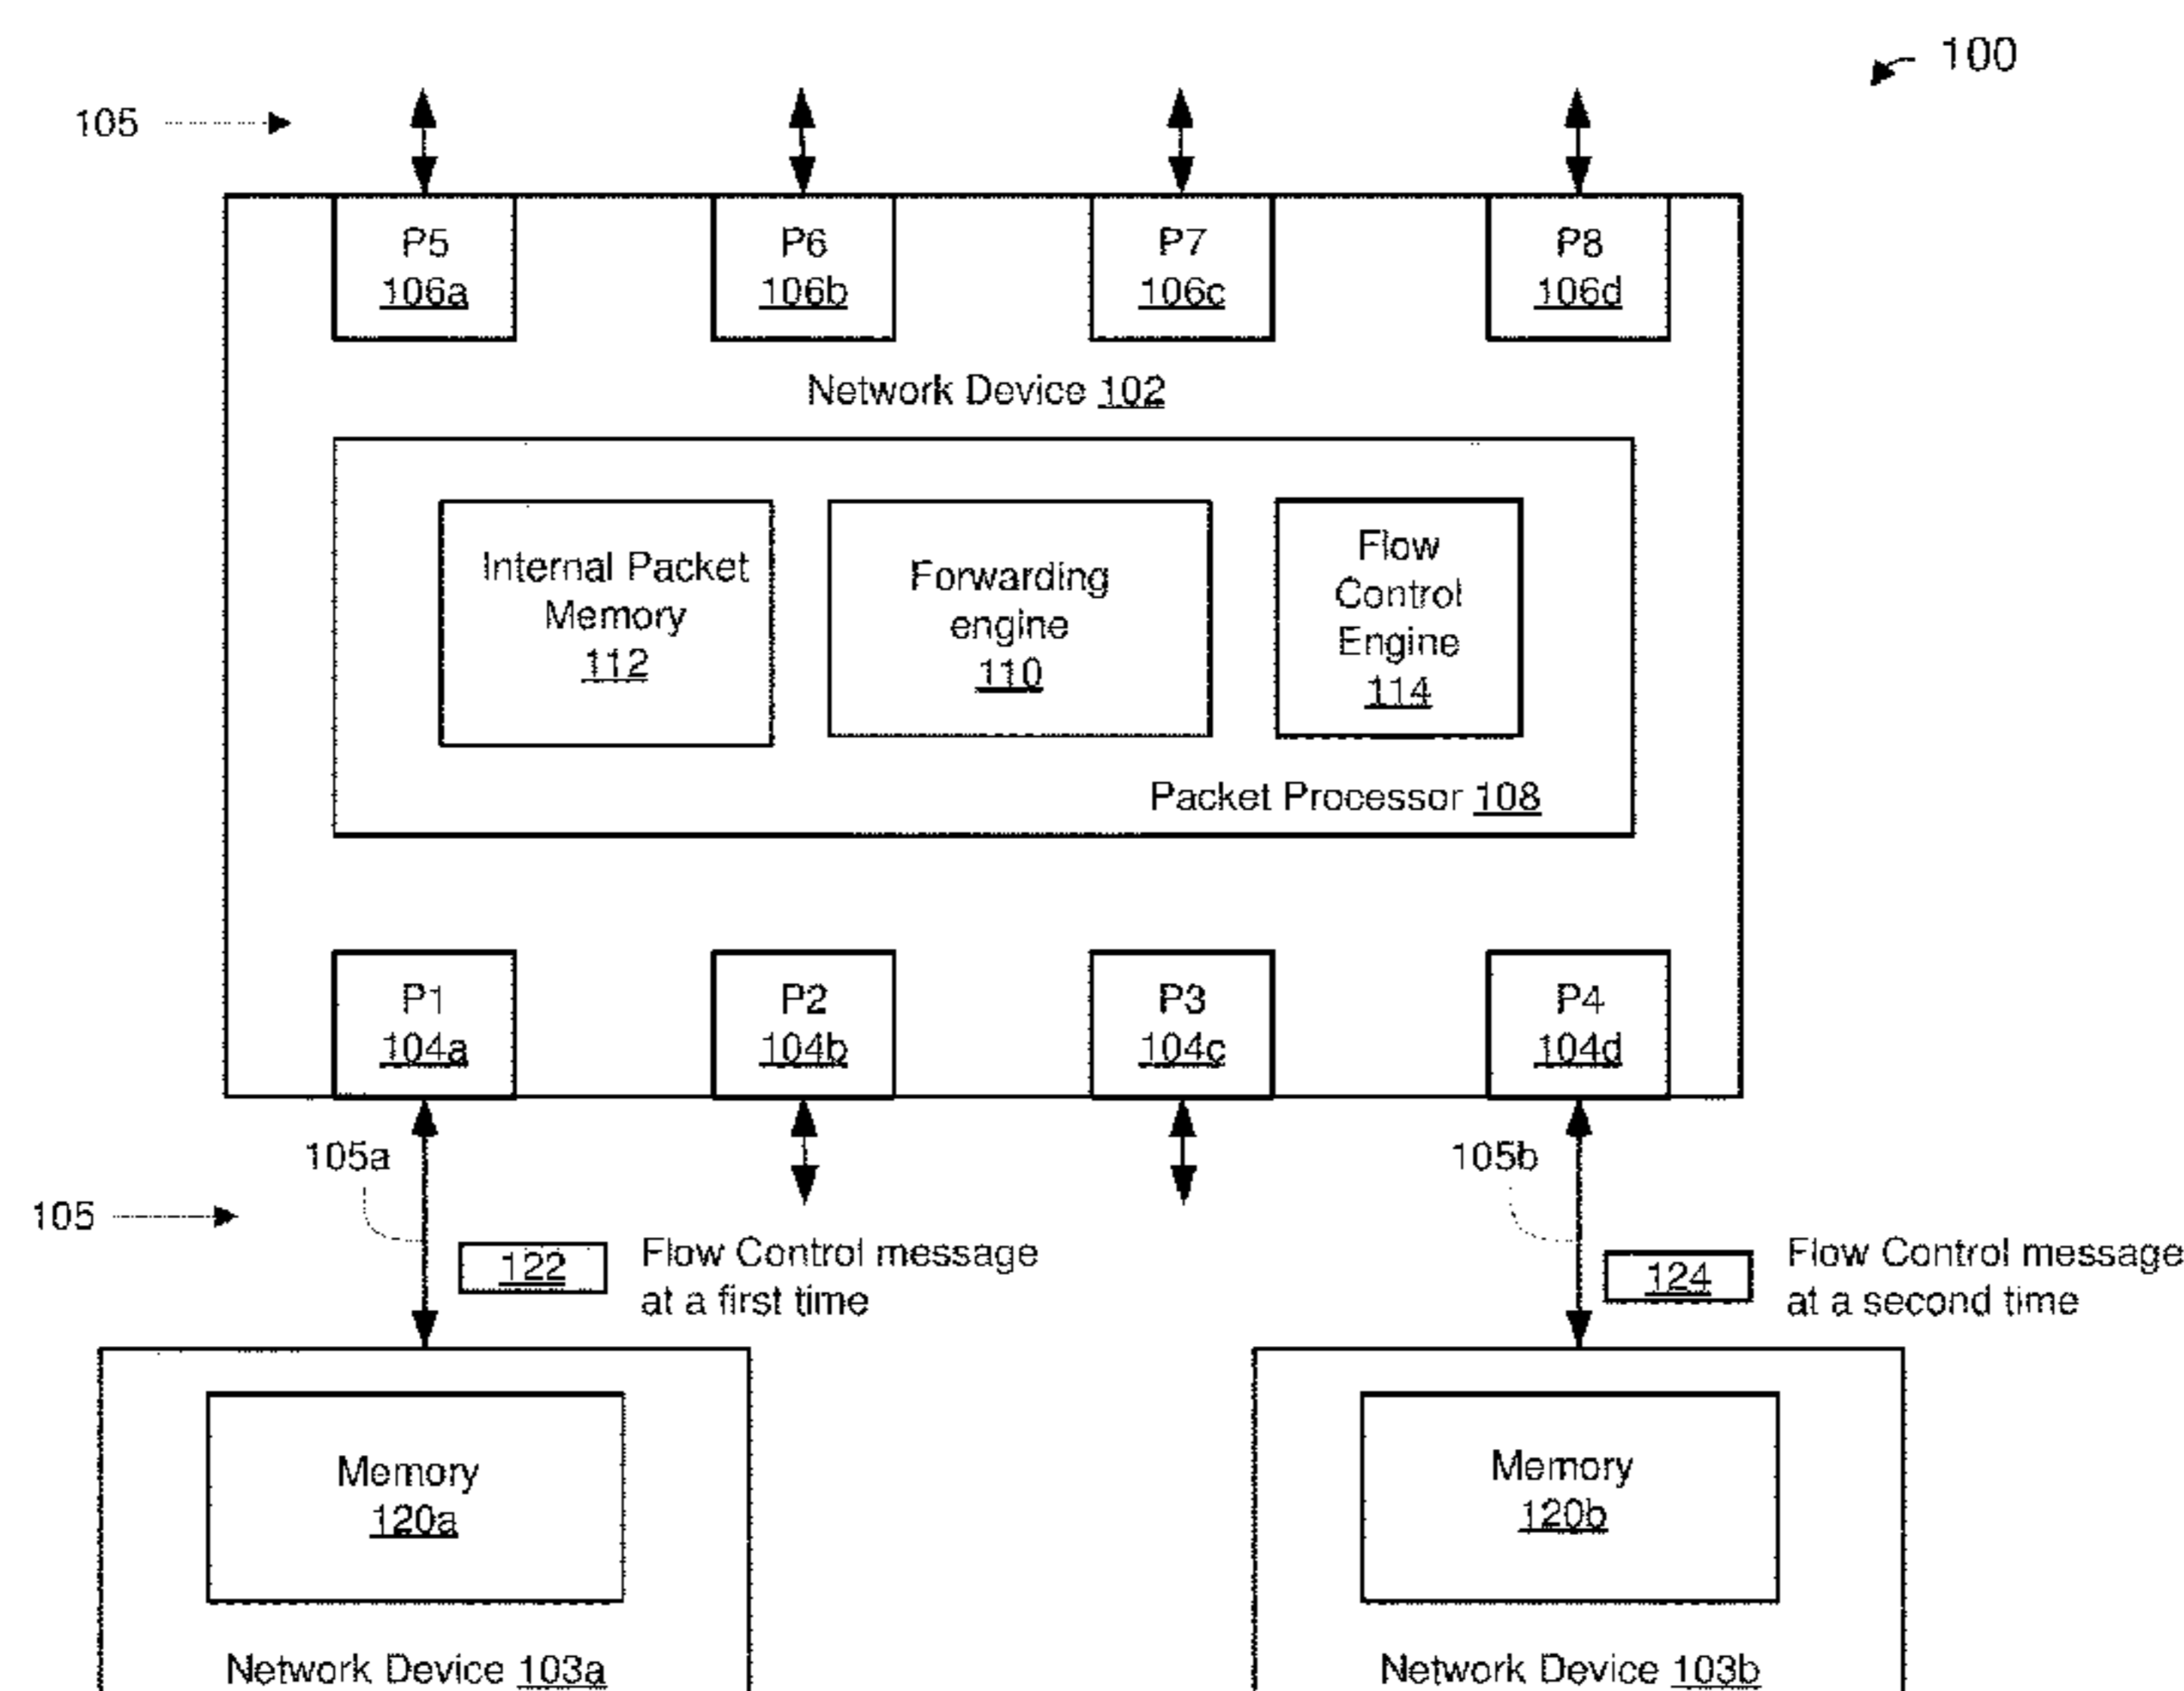 100
105
P5
106a
P6
106b
P7
106c
P8
106d
Network Device 102
Internal Packet
Memory
112
Forwarding
engine
110
Flow
Control
Engine
114
Packet Processor 108
P1
104a
P2
104b
P3
104c
P4
104d
105a
105b
105
122
Flow Control message
at a first time
124
Flow Control message
at a second time
Memory
120a
Memory
120b
Network Device 103a
Network Device 103b